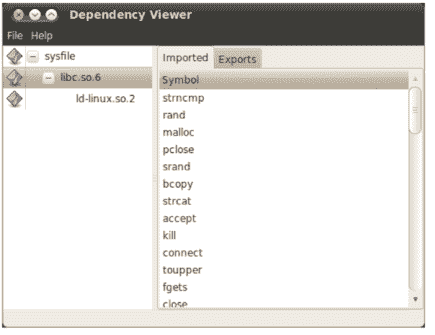 Dependency Viewer
File Help
sysfile
libc.so.6
ld-linux.so.2
Imported Exports
Symbol
strncmp
rand
malloc
pclose
srand
bcopy
strcat
accept
kill
connect
toupper
fgets
close